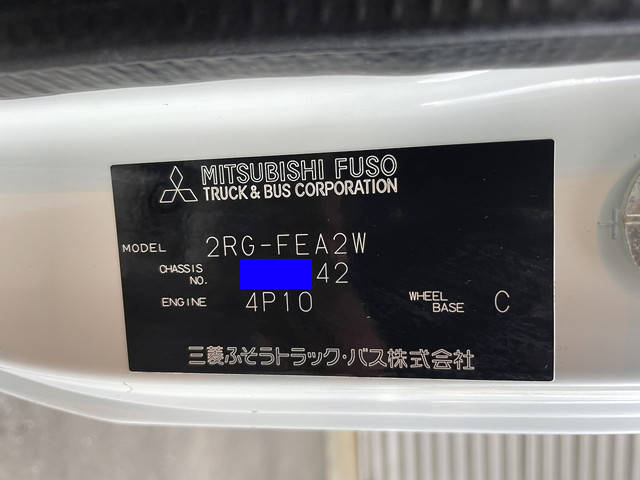 MITSUBISHI FUSO
TRUCK & BUS CORPORATION
MODEL 2RG-FEA2W
CHASSIS NO. 42
ENGINE 4P10 WHEEL BASE C
三菱ふそうトラック・バス株式会社